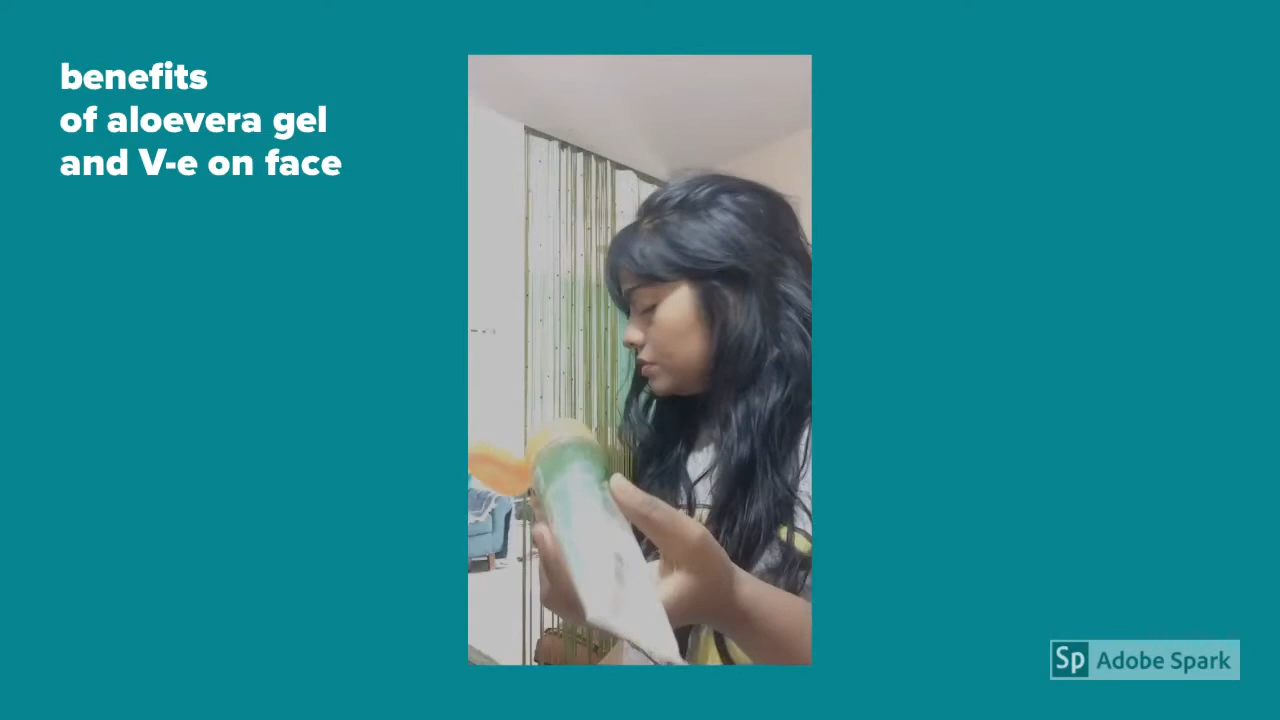 benefits
of aloevera gel
and V-e on face
Sp Adobe Spark